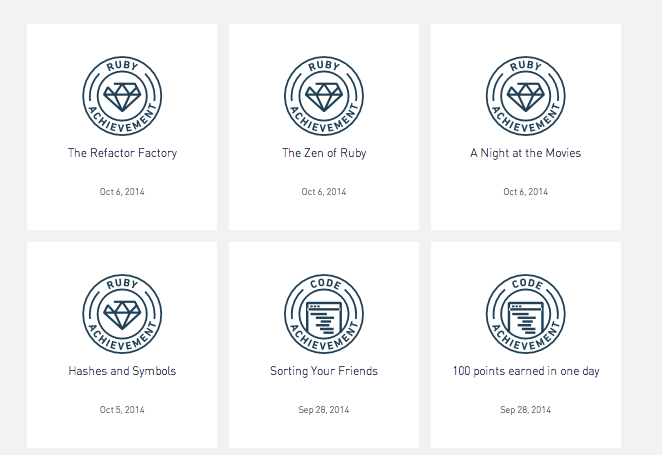 RUBY
ACHIEVEMENT
The Refactor Factory
Oct 6, 2014
RUBY
ACHIEVEMENT
The Zen of Ruby
Oct 6, 2014
RUBY
ACHIEVEMENT
A Night at the Movies
Oct 6, 2014
RUBY
ACHIEVEMENT
Hashes and Symbols
Oct 5, 2014
CODE
ACHIEVEMENT
Sorting Your Friends
Sep 28, 2014
CODE
ACHIEVEMENT
100 points earned in one day
Sep 28, 2014